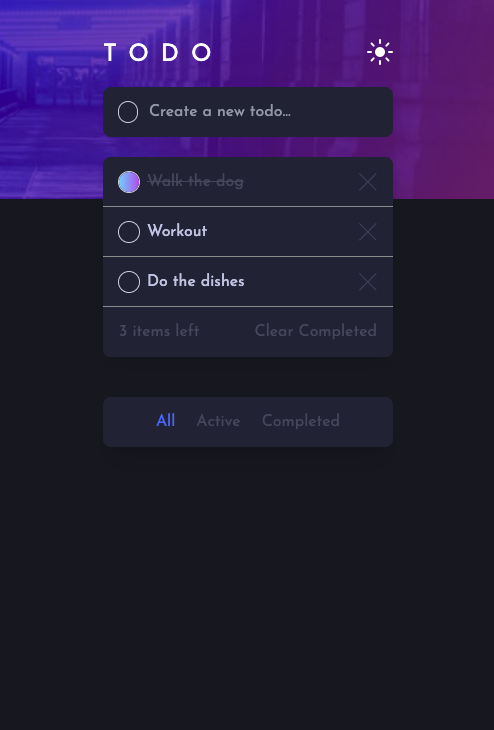 TODO
Create a new todo...
Walk the dog
Workout
Do the dishes
3 items left Clear Completed
All Active Completed